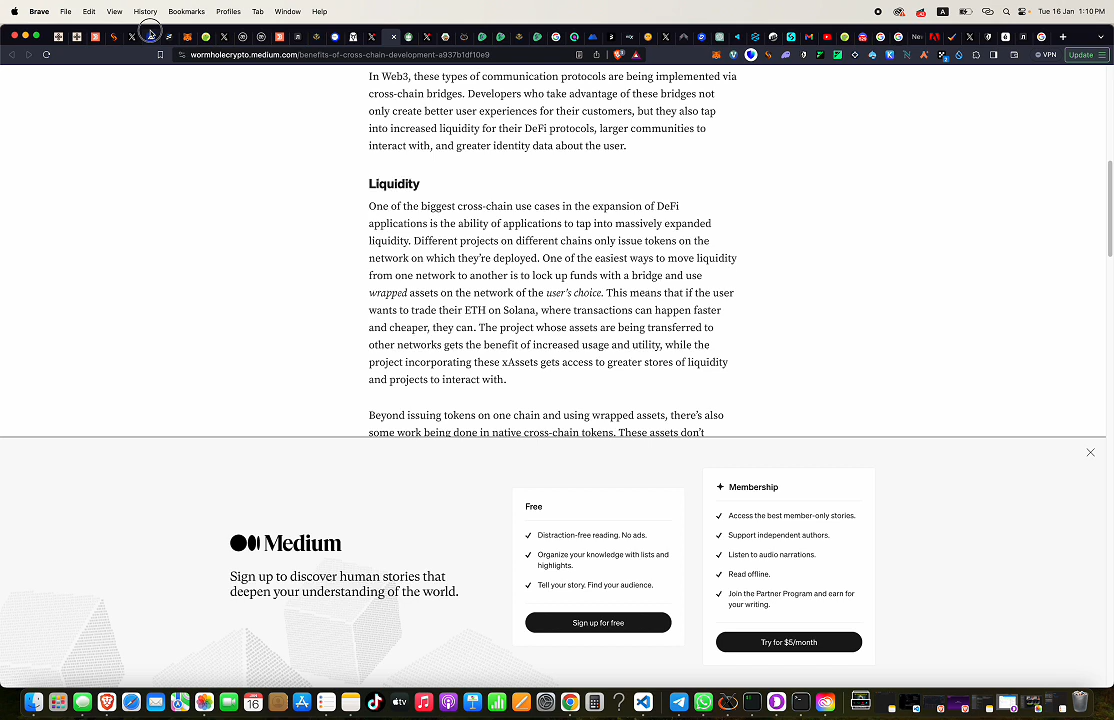 Brave File Edit View History Bookmarks Profiles Tab Window Help
Tue 16 Jan 1:10 PM
wormholecrypto.medium.com/benefits-of-cross-chain-development-a937b1df10e9
VPN
Update
In Web3, these types of communication protocols are being implemented via
cross-chain bridges. Developers who take advantage of these bridges not
only create better user experiences for their customers, but they also tap
into increased liquidity for their DeFi protocols, larger communities to
interact with, and greater identity data about the user.
Liquidity
One of the biggest cross-chain use cases in the expansion of DeFi
applications is the ability of applications to tap into massively expanded
liquidity. Different projects on different chains only issue tokens on the
network on which they’re deployed. One of the easiest ways to move liquidity
from one network to another is to lock up funds with a bridge and use
wrapped assets on the network of the user’s choice. This means that if the user
wants to trade their ETH on Solana, where transactions can happen faster
and cheaper, they can. The project whose assets are being transferred to
other networks gets the benefit of increased usage and utility, while the
project incorporating these xAssets gets access to greater stores of liquidity
and projects to interact with.
Beyond issuing tokens on one chain and using wrapped assets, there’s also
some work being done in native cross-chain tokens. These assets don’t
Medium
Sign up to discover human stories that
deepen your understanding of the world.
Free
Distraction-free reading. No ads.
Organize your knowledge with lists and
highlights.
Tell your story. Find your audience.
Sign up for free
Membership
Access the best member-only stories.
Support independent authors.
Listen to audio narrations.
Read offline.
Join the Partner Program and earn for
your writing.
Try for $5/month